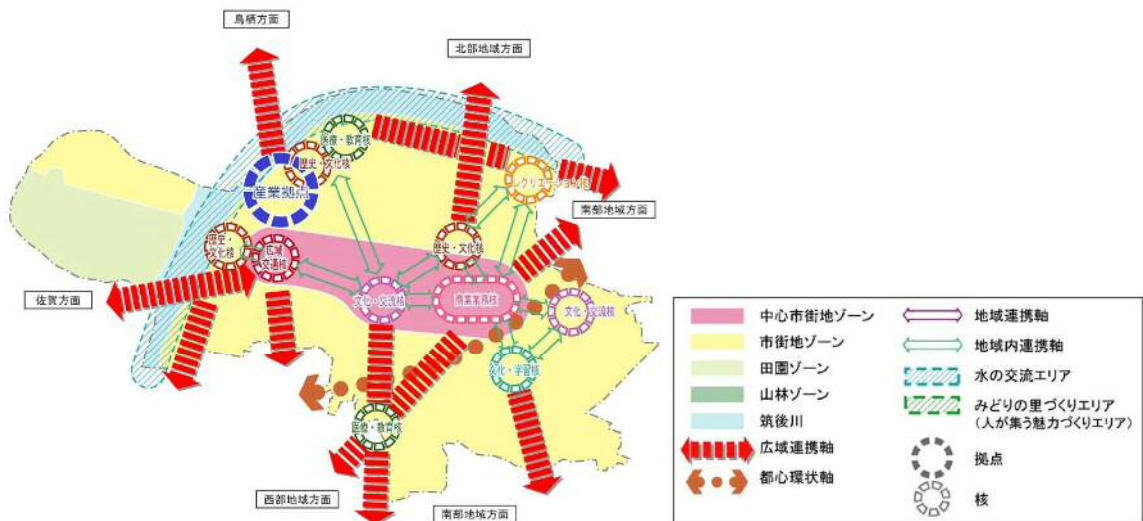 鳥栖方面
北部地域方面
医療・教育核
歴史・文化核
レクリエーション核
産業拠点
南部地域方面
歴史・
文化核
広域
交通核
歴史・文化核
佐賀方面
文化・交流核
商業業務核
文化・交流核
文化・学習核
医療・教育核
西部地域方面
南部地域方面
中心市街地ゾーン
市街地ゾーン
田園ゾーン
山林ゾーン
筑後川
広域連携軸
都心環状軸
地域連携軸
地域内連携軸
水の交流エリア
みどりの里づくりエリア
(人が集う魅力づくりエリア)
拠点
核